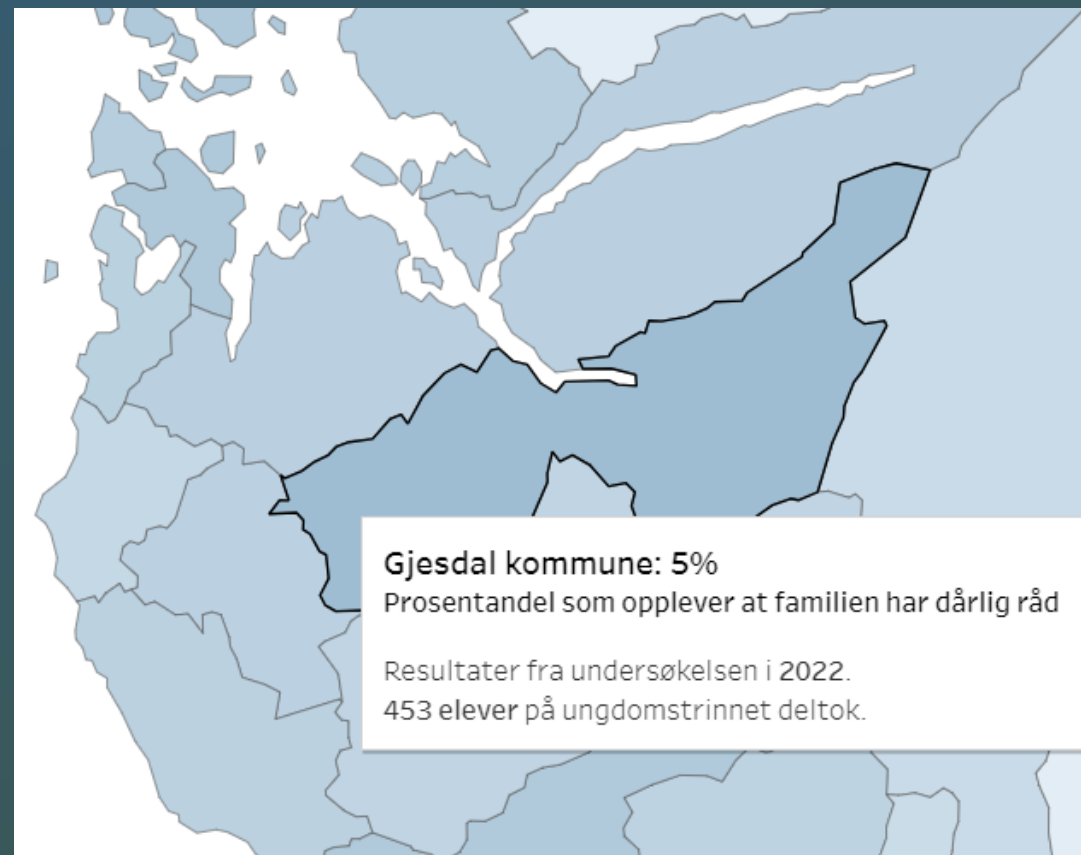 Gjesdal kommune: 5%
Prosentandel som opplever at familien har dårlig råd
Resultater fra undersøkelsen i 2022.
453 elever på ungdomstrinnet deltok.